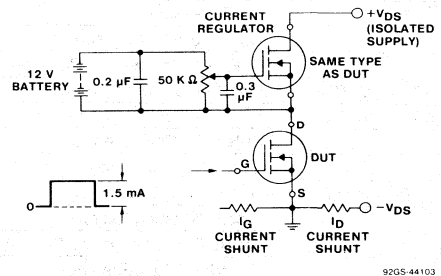 CURRENT
REGULATOR
+VDS
(ISOLATED
SUPPLY)
12 V
BATTERY
0.2 µF
50 KΩ
0.3
µF
SAME TYPE
AS DUT
D
DUT
G
S
1.5 mA
0
IG
CURRENT
SHUNT
ID
CURRENT
SHUNT
-VDS
92GS-44103